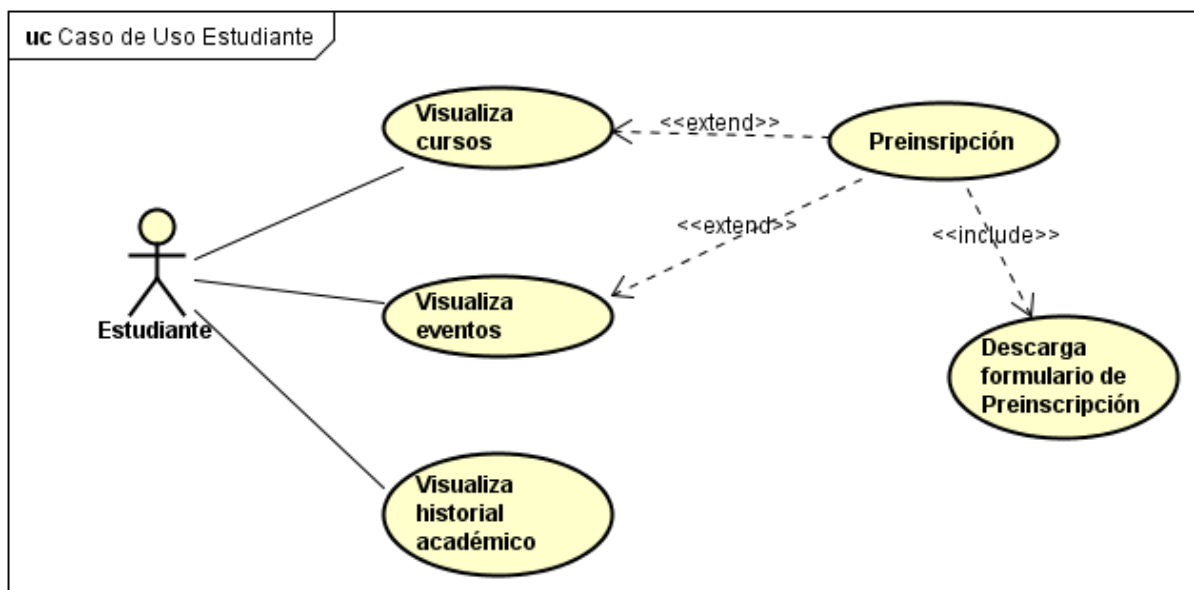 uc Caso de Uso Estudiante
Visualiza
cursos
<<extend>>
Preinsripción
<<extend>>
<<include>>
Estudiante
Visualiza
eventos
Descarga
formulario de
Preinscripción
Visualiza
historial
académico